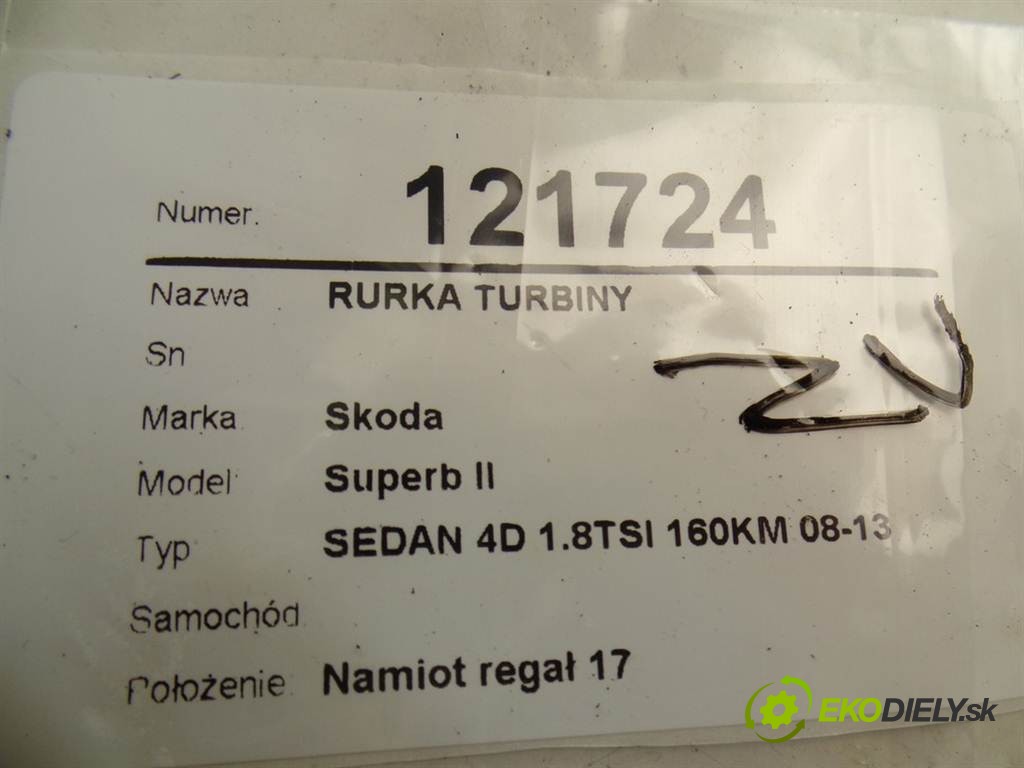 Numer. 121724
Nazwa RURKA TURBINY
Sn
Marka Skoda
Model Superb II
Typ SEDAN 4D 1.8TSI 160KM 08-13
Samochód
Położenie Namiot regał 17
EKODIELY.sk